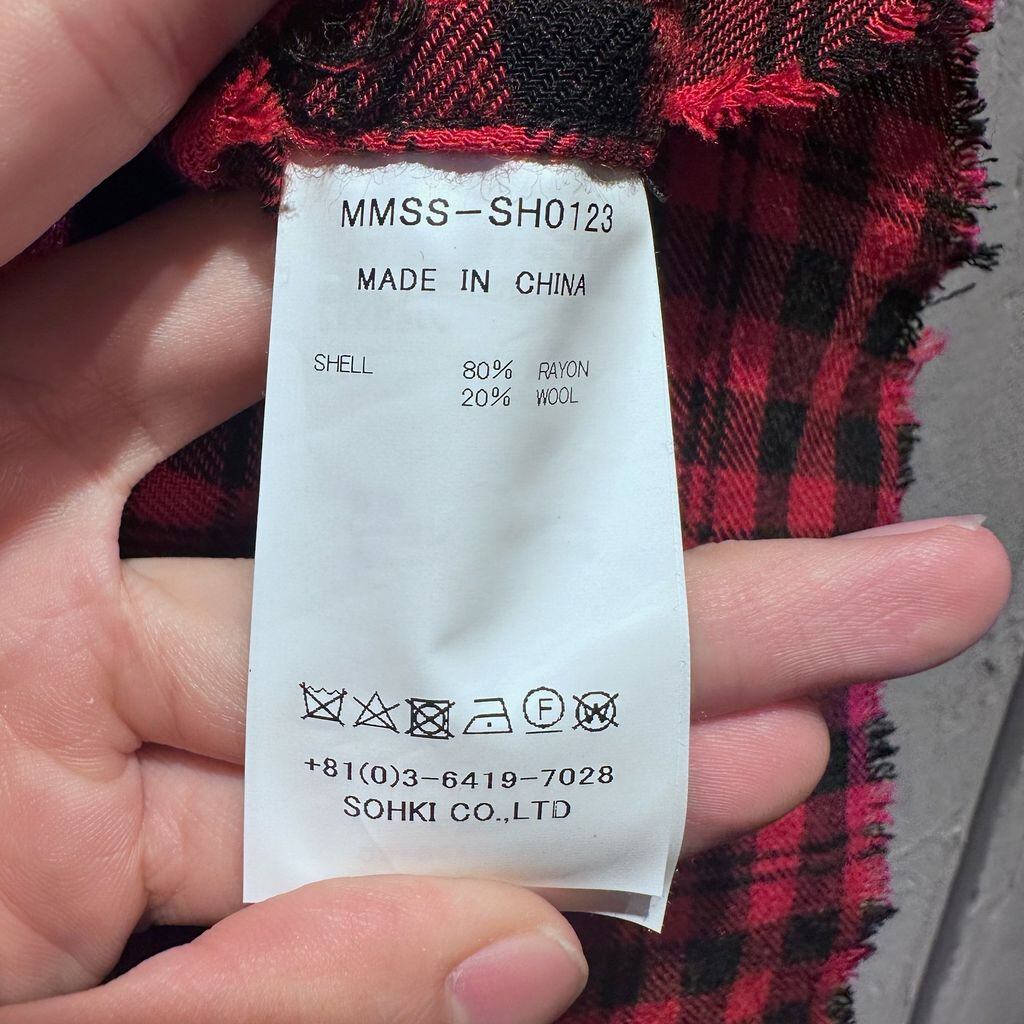 MMSS-SH0123
MADE IN CHINA
SHELL 80% RAYON
20% WOOL
F W
+81(0)3-6419-7028
SOHKI CO.,LTD